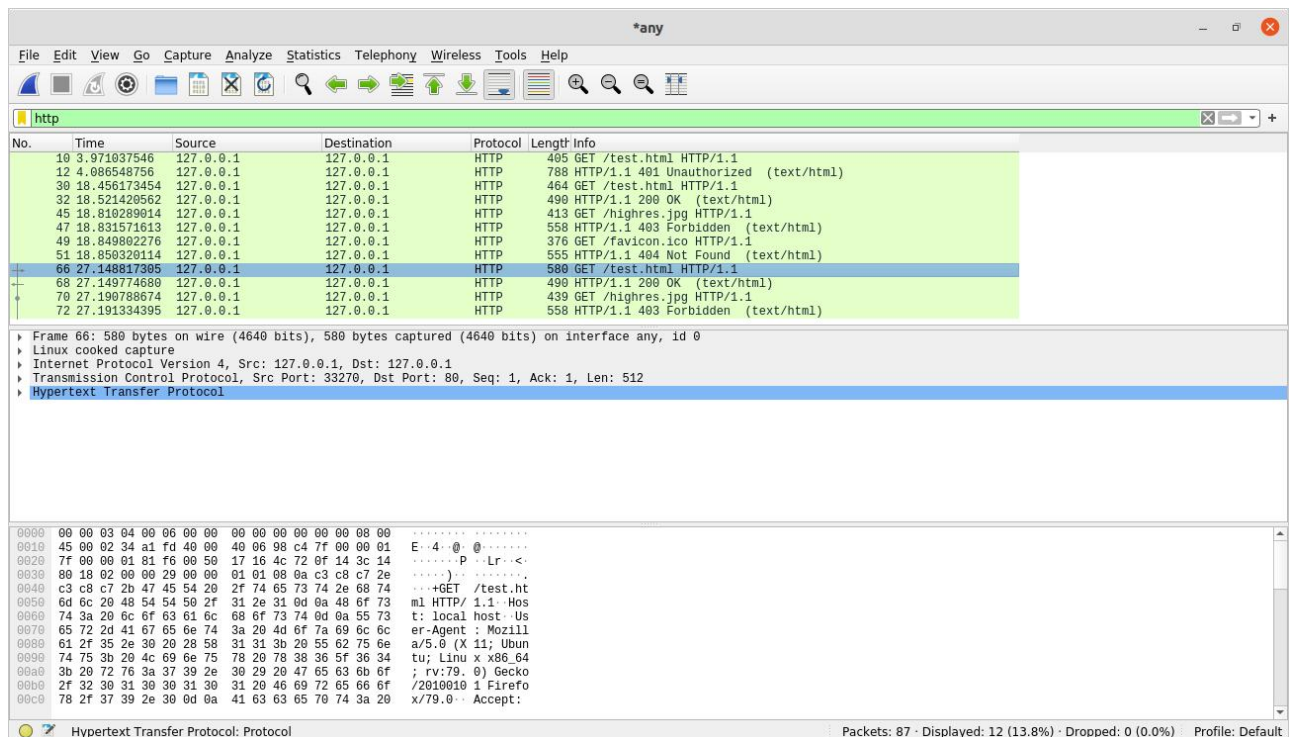 *any
File Edit View Go Capture Analyze Statistics Telephony Wireless Tools Help
http
No. Time Source Destination Protocol Length Info
10 3.971037546 127.0.0.1 127.0.0.1 HTTP 405 GET /test.html HTTP/1.1
12 4.086548756 127.0.0.1 127.0.0.1 HTTP 788 HTTP/1.1 401 Unauthorized (text/html)
30 18.456173454 127.0.0.1 127.0.0.1 HTTP 464 GET /test.html HTTP/1.1
32 18.521420562 127.0.0.1 127.0.0.1 HTTP 490 HTTP/1.1 200 OK (text/html)
45 18.810289014 127.0.0.1 127.0.0.1 HTTP 413 GET /highres.jpg HTTP/1.1
47 18.831571613 127.0.0.1 127.0.0.1 HTTP 558 HTTP/1.1 403 Forbidden (text/html)
49 18.849802276 127.0.0.1 127.0.0.1 HTTP 376 GET /favicon.ico HTTP/1.1
51 18.850320114 127.0.0.1 127.0.0.1 HTTP 555 HTTP/1.1 404 Not Found (text/html)
66 27.148817305 127.0.0.1 127.0.0.1 HTTP 580 GET /test.html HTTP/1.1
68 27.149774680 127.0.0.1 127.0.0.1 HTTP 490 HTTP/1.1 200 OK (text/html)
70 27.190788674 127.0.0.1 127.0.0.1 HTTP 439 GET /highres.jpg HTTP/1.1
72 27.191334395 127.0.0.1 127.0.0.1 HTTP 558 HTTP/1.1 403 Forbidden (text/html)
Frame 66: 580 bytes on wire (4640 bits), 580 bytes captured (4640 bits) on interface any, id 0
Linux cooked capture
Internet Protocol Version 4, Src: 127.0.0.1, Dst: 127.0.0.1
Transmission Control Protocol, Src Port: 33270, Dst Port: 80, Seq: 1, Ack: 1, Len: 512
Hypertext Transfer Protocol
0000 00 00 03 04 00 06 00 00 00 00 00 00 00 00 08 00 ········ ········
0010 45 00 02 34 a1 fd 40 00 40 06 98 c4 7f 00 00 01 E··4··@· @·······
0020 7f 00 00 01 81 f6 00 50 17 16 4c 72 0f 14 3c 14 ·······P ··Lr··<·
0030 80 18 02 00 00 29 00 00 01 01 08 0a c3 c8 c7 2e ·····)·· ·······.
0040 c3 c8 c7 2b 47 45 54 20 2f 74 65 73 74 2e 68 74 ···+GET /test.ht
0050 6d 6c 20 48 54 54 50 2f 31 2e 31 0d 0a 48 6f 73 ml HTTP/ 1.1··Hos
0060 74 3a 20 6c 6f 63 61 6c 68 6f 73 74 0d 0a 55 73 t: local host··Us
0070 65 72 2d 41 67 65 6e 74 3a 20 4d 6f 7a 69 6c 6c er-Agent : Mozill
0080 61 2f 35 2e 30 20 28 58 31 31 3b 20 55 62 75 6e a/5.0 (X 11; Ubun
0090 74 75 3b 20 4c 69 6e 75 78 20 78 38 36 5f 36 34 tu; Linu x x86_64
00a0 3b 20 72 76 3a 37 39 2e 30 29 20 47 65 63 6b 6f ; rv:79. 0) Gecko
00b0 2f 32 30 31 30 30 31 30 31 20 46 69 72 65 66 6f /2010010 1 Firefo
00c0 78 2f 37 39 2e 30 0d 0a 41 63 63 65 70 74 3a 20 x/79.0·· Accept:
Hypertext Transfer Protocol: Protocol Packets: 87 · Displayed: 12 (13.8%) · Dropped: 0 (0.0%) Profile: Default